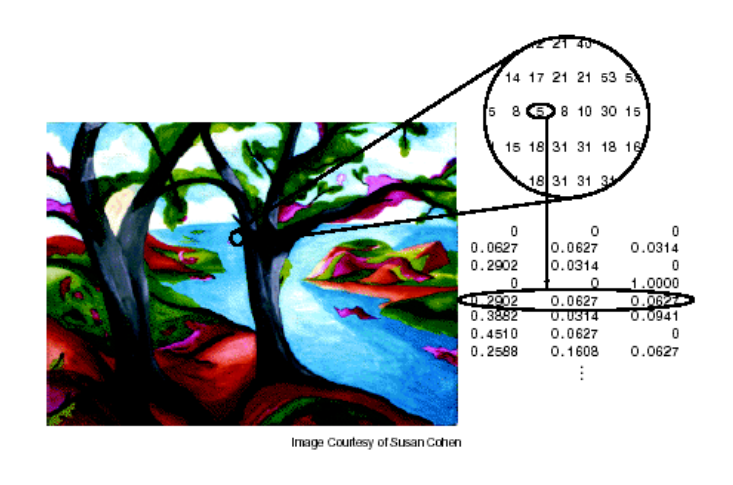 21 40
14 17 21 21 53
5 8 5 8 10 30 15
15 18 31 31 18 16
18 31 31 31
0 0 0
0.0627 0.0627 0.0314
0.2902 0.0314 0
0 0 1.0000
0.2902 0.0627 0.0627
0.3882 0.0314 0.0941
0.4510 0.0627 0
0.2588 0.1608 0.0627
⋮
Image Courtesy of Susan Cohen